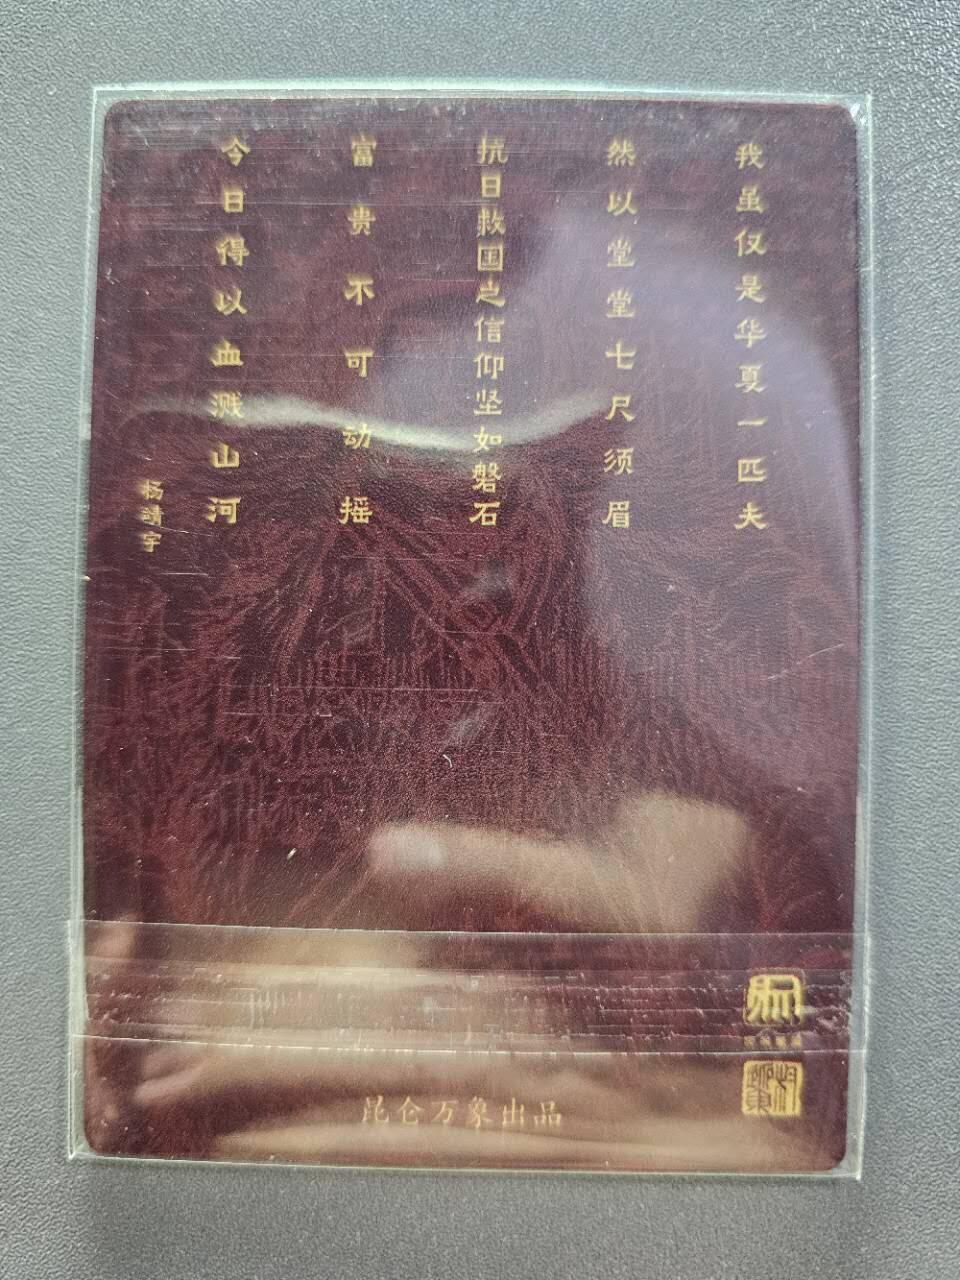 我虽仅是华夏一匹夫
然以堂堂七尺须眉
抗日救国之信仰坚如磐石
富贵不可动摇
今日得以血溅山河
杨靖宇
昆仑万象出品